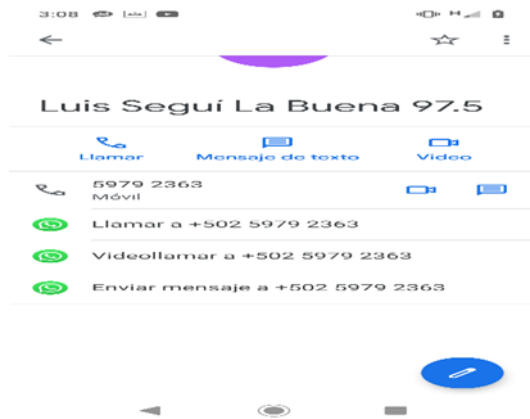 3:08
Luis Seguí La Buena 97.5
Llamar Mensaje de texto Video
5979 2363
Móvil
Llamar a +502 5979 2363
Videollamar a +502 5979 2363
Enviar mensaje a +502 5979 2363